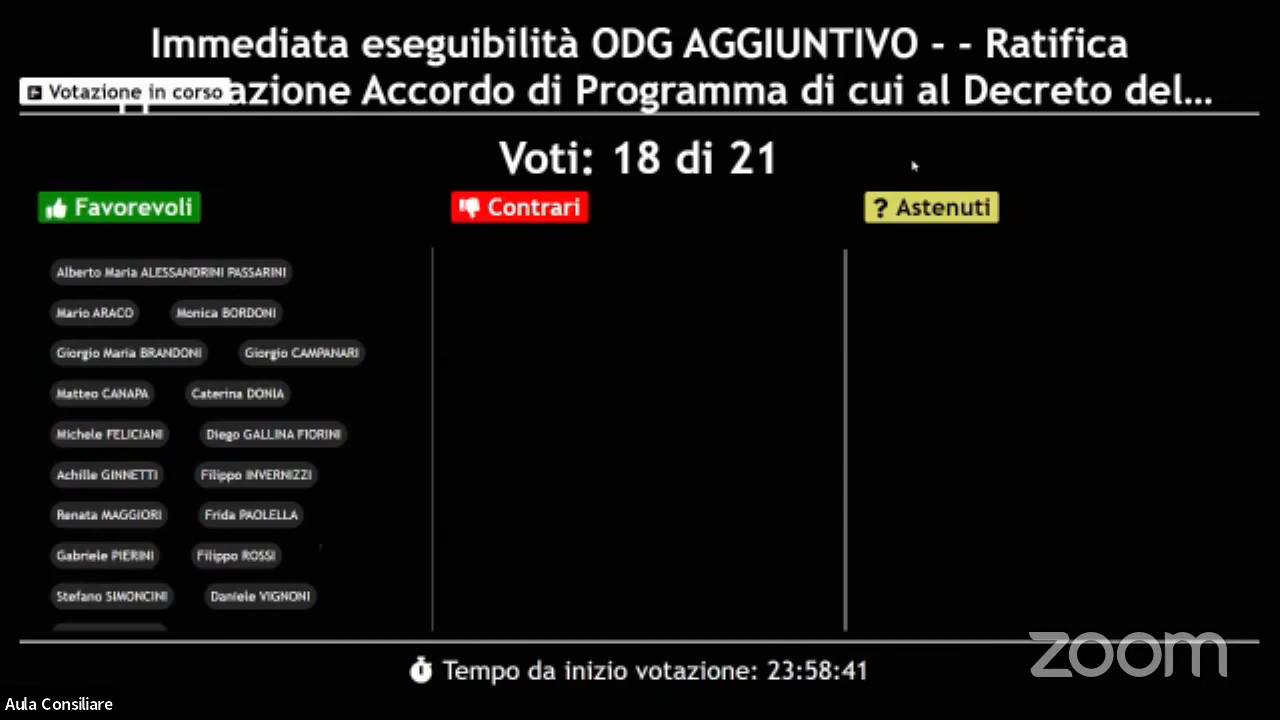 Immediata eseguibilità ODG AGGIUNTIVO - - Ratifica
Votazione in corso
azione Accordo di Programma di cui al Decreto del...
Voti: 18 di 21
Favorevoli
Contrari
? Astenuti
Alberto Maria ALESSANDRINI PASSARINI
Mario ARACO
Monica BORDONI
Giorgio Maria BRANDONI
Giorgio CAMPANARI
Matteo CANAPA
Caterina DONIA
Michele FELICIANI
Diego GALLINA FIORINI
Achille GINNETTI
Filippo INVERNIZZI
Renata MAGGIORI
Frida PAOLELLA
Gabriele PIERINI
Filippo ROSSI
Stefano SIMONCINI
Daniele VIGNONI
Tempo da inizio votazione: 23:58:41
zoom
Aula Consiliare